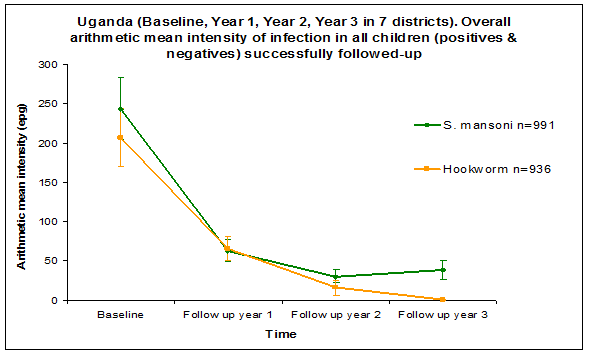 Uganda (Baseline, Year 1, Year 2, Year 3 in 7 districts). Overall
arithmetic mean intensity of infection in all children (positives &
negatives) successfully followed-up
300
250
200
150
100
50
0
Arithmetic mean intensity (epg)
S. mansoni n=991
Hookworm n=936
Baseline
Follow up year 1
Follow up year 2
Follow up year 3
Time